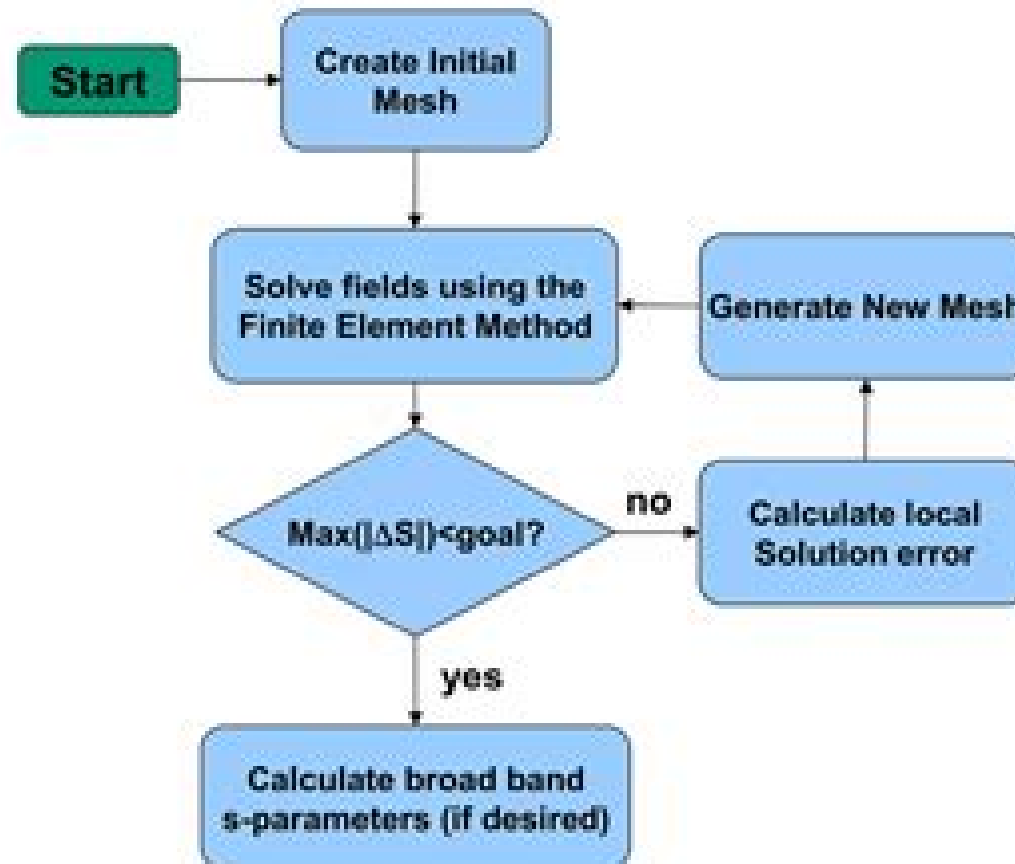 Start
Create Initial
Mesh
Solve fields using the
Finite Element Method
Generate New Mesh
Max(|ΔS|)<goal?
no
Calculate local
Solution error
yes
Calculate broad band
s-parameters (if desired)